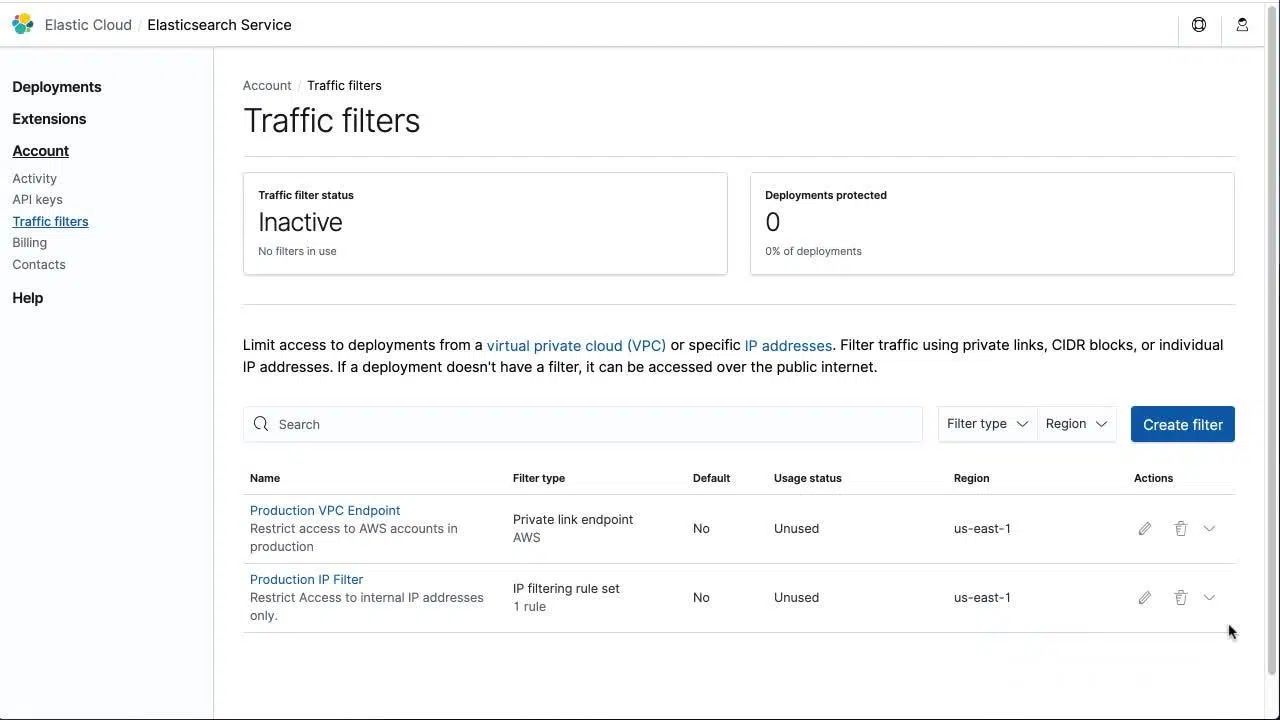 Elastic Cloud / Elasticsearch Service
Deployments
Extensions
Account
Activity
API keys
Traffic filters
Billing
Contacts
Help
Account / Traffic filters
Traffic filters
Traffic filter status
Inactive
No filters in use
Deployments protected
0
0% of deployments
Limit access to deployments from a virtual private cloud (VPC) or specific IP addresses. Filter traffic using private links, CIDR blocks, or individual
IP addresses. If a deployment doesn't have a filter, it can be accessed over the public internet.
Search
Filter type
Region
Create filter
Name Filter type Default Usage status Region Actions
Production VPC Endpoint
Restrict access to AWS accounts in
production
Private link endpoint
AWS
No
Unused
us-east-1
Production IP Filter
Restrict Access to internal IP addresses
only.
IP filtering rule set
1 rule
No
Unused
us-east-1